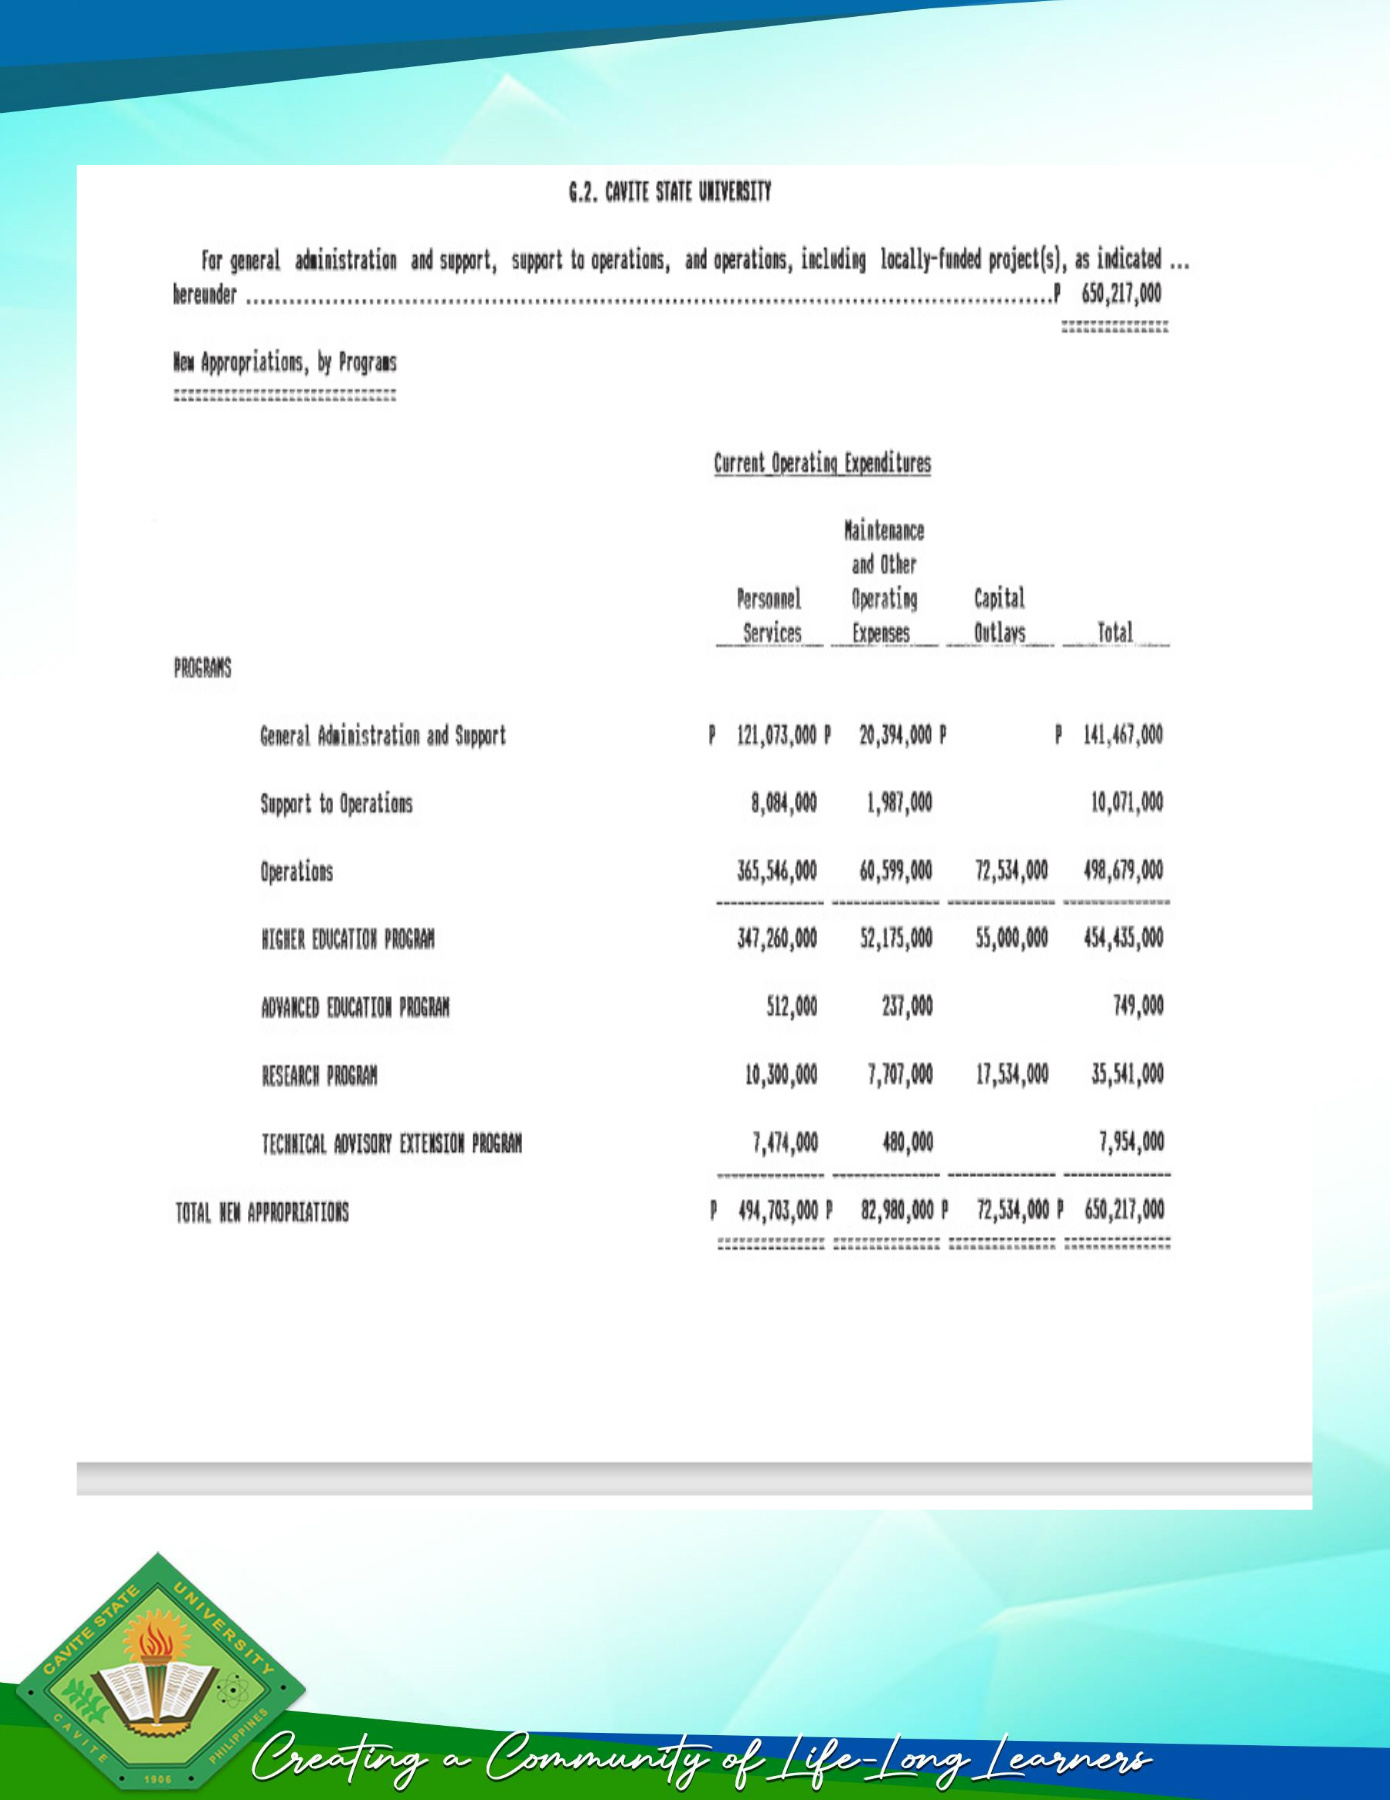 G.2. CAVITE STATE UNIVERSITY
For general administration and support, support to operations, and operations, including locally-funded project(s), as indicated ...
hereunder ................................................................................................................P 650,217,000
New Appropriations, by Programs
Current Operating Expenditures
Maintenance
and Other
Personnel Operating Capital
Services Expenses Outlays Total
PROGRAMS
General Administration and Support P 121,073,000 P 20,394,000 P P 141,467,000
Support to Operations 8,084,000 1,987,000 10,071,000
Operations 365,546,000 60,599,000 72,534,000 498,679,000
HIGHER EDUCATION PROGRAM 347,260,000 52,175,000 55,000,000 454,435,000
ADVANCED EDUCATION PROGRAM 512,000 237,000 749,000
RESEARCH PROGRAM 10,300,000 7,707,000 17,534,000 35,541,000
TECHNICAL ADVISORY EXTENSION PROGRAM 7,474,000 480,000 7,954,000
TOTAL NEW APPROPRIATIONS P 494,703,000 P 82,980,000 P 72,534,000 P 650,217,000
CAVITE STATE UNIVERSITY
CAVITE PHILIPPINES
1906
Creating a Community of Life-Long Learners